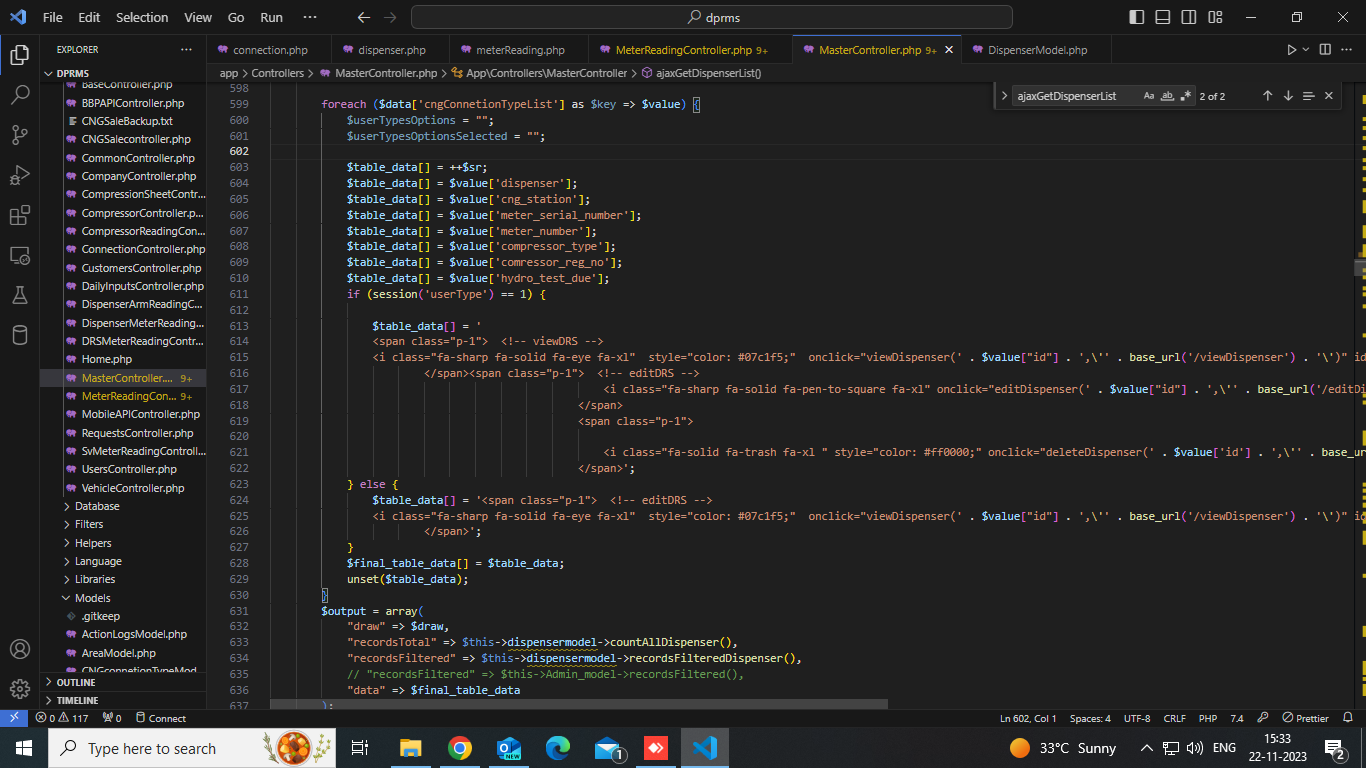 File Edit Selection View Go Run ··· dprms
EXPLORER ···
connection.php dispenser.php meterReading.php MeterReadingController.php 9+ MasterController.php 9+ DispenserModel.php
DPRMS
app > Controllers > MasterController.php > App\Controllers\MasterController > ajaxGetDispenserList()
ajaxGetDispenserList Aa ab .* 2 of 2
BaseController.php
BBPAPIController.php
CNGSaleBackup.txt
CNGSalecontroller.php
CommonController.php
CompanyController.php
CompressionSheetContr...
CompressorController.p...
CompressorReadingCon...
ConnectionController.php
CustomersController.php
DailyInputsController.php
DispenserArmReadingC...
DispenserMeterReading...
DRSMeterReadingContr...
Home.php
MasterController.... 9+
MeterReadingCon... 9+
MobileAPIController.php
RequestsController.php
SvMeterReadingControll...
UsersController.php
VehicleController.php
Database
Filters
Helpers
Language
Libraries
Models
.gitkeep
ActionLogsModel.php
AreaModel.php
CNGconnetionTypeMod...
OUTLINE
TIMELINE
598
599 foreach ($data['cngConnetionTypeList'] as $key => $value) {
600 $userTypesOptions = "";
601 $userTypesOptionsSelected = "";
602
603 $table_data[] = ++$sr;
604 $table_data[] = $value['dispenser'];
605 $table_data[] = $value['cng_station'];
606 $table_data[] = $value['meter_serial_number'];
607 $table_data[] = $value['meter_number'];
608 $table_data[] = $value['compressor_type'];
609 $table_data[] = $value['comressor_reg_no'];
610 $table_data[] = $value['hydro_test_due'];
611 if (session('userType') == 1) {
612
613 $table_data[] = '
614 <span class="p-1"> <!-- viewDRS -->
615 <i class="fa-sharp fa-solid fa-eye fa-xl" style="color: #07c1f5;" onclick="viewDispenser(' . $value["id"] . ',\'' . base_url('/viewDispenser') . '\')" id
616 </span><span class="p-1"> <!-- editDRS -->
617 <i class="fa-sharp fa-solid fa-pen-to-square fa-xl" onclick="editDispenser(' . $value["id"] . ',\'' . base_url('/editDi
618 </span>
619 <span class="p-1">
620
621 <i class="fa-solid fa-trash fa-xl " style="color: #ff0000;" onclick="deleteDispenser(' . $value['id'] . ',\'' . base_ur
622 </span>';
623 } else {
624 $table_data[] = '<span class="p-1"> <!-- editDRS -->
625 <i class="fa-sharp fa-solid fa-eye fa-xl" style="color: #07c1f5;" onclick="viewDispenser(' . $value["id"] . ',\'' . base_url('/viewDispenser') . '\')" id
626 </span>';
627 }
628 $final_table_data[] = $table_data;
629 unset($table_data);
630 }
631 $output = array(
632 "draw" => $draw,
633 "recordsTotal" => $this->dispensermodel->countAllDispenser(),
634 "recordsFiltered" => $this->dispensermodel->recordsFilteredDispenser(),
635 // "recordsFiltered" => $this->Admin_model->recordsFiltered(),
636 "data" => $final_table_data
637 );
0 117 0 Connect Ln 602, Col 1 Spaces: 4 UTF-8 CRLF PHP 7.4 Prettier
Type here to search NEW 1 33°C Sunny ENG 15:33 2
22-11-2023